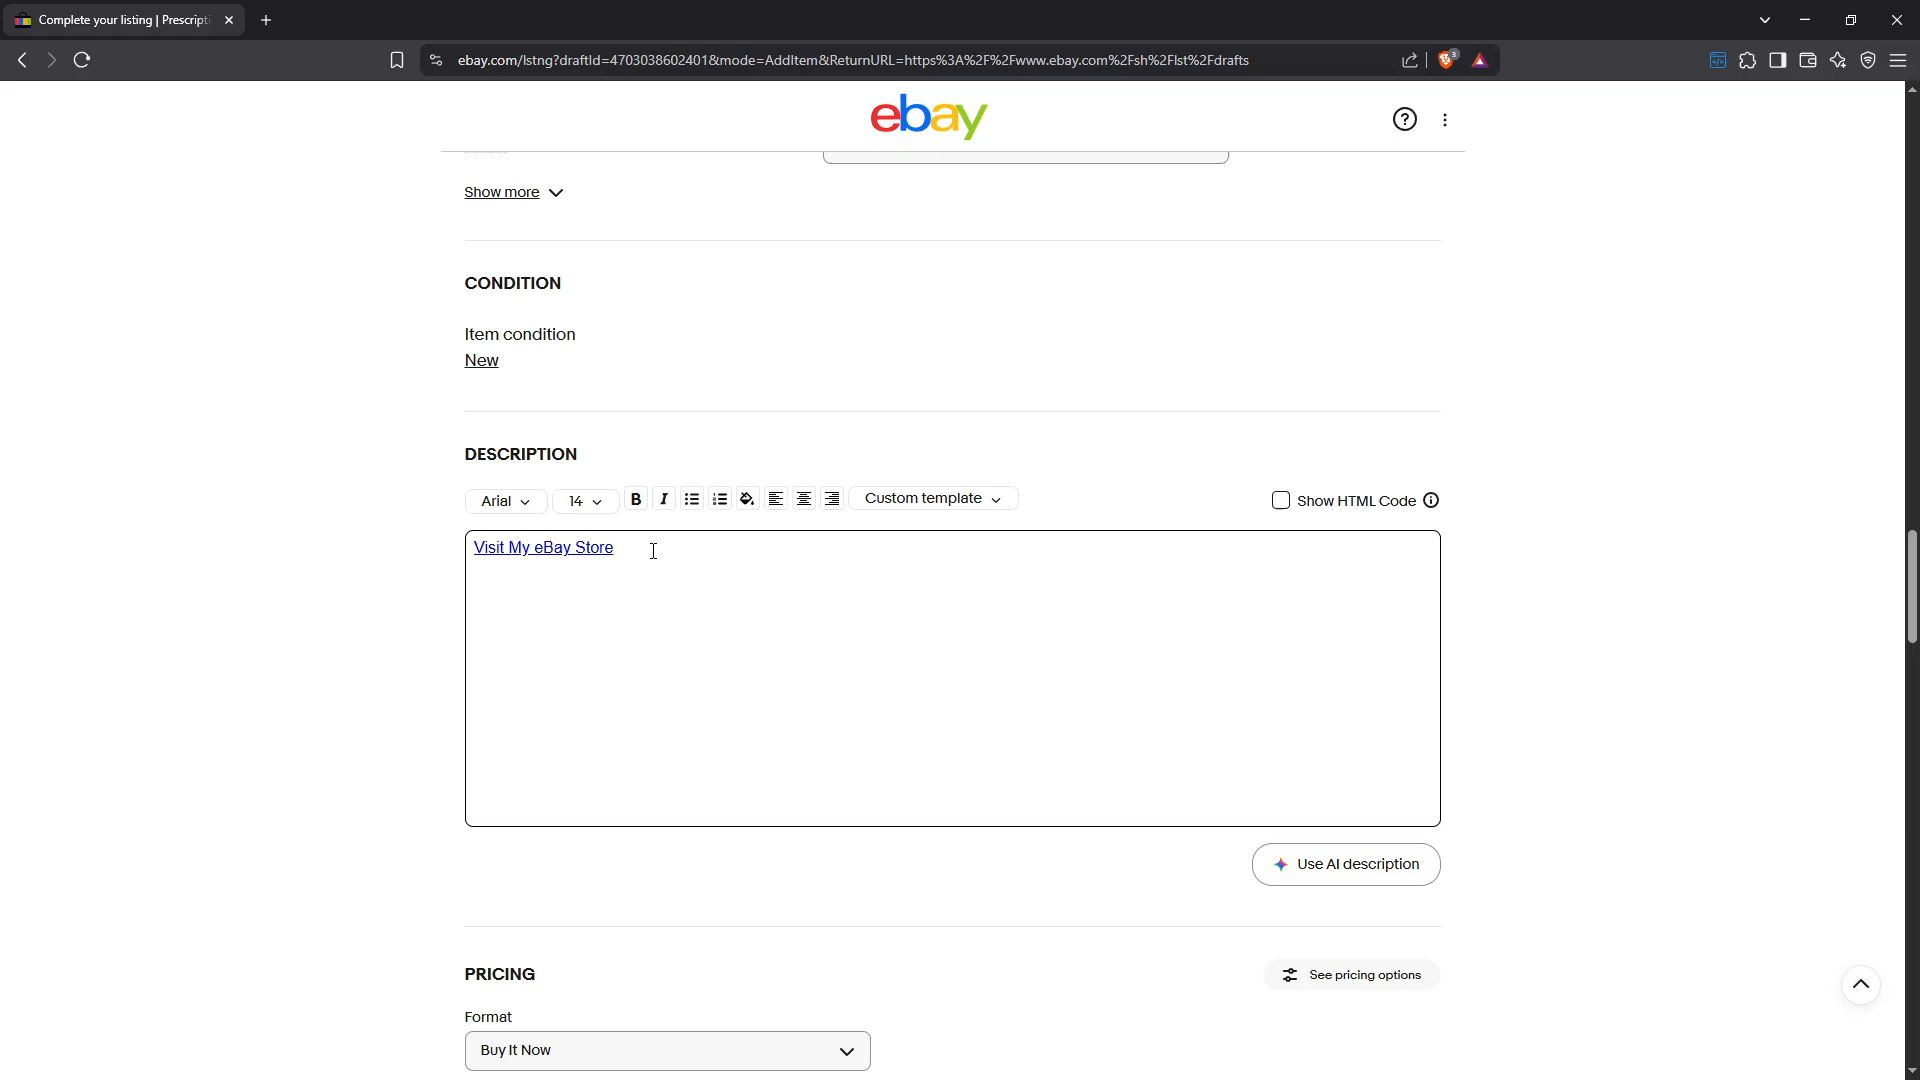 Complete your listing | Prescripti
ebay.com/lstng?draftId=4703038602401&mode=AddItem&ReturnURL=https%3A%2F%2Fwww.ebay.com%2Fsh%2Flst%2Fdrafts
3
ebay
Show more
CONDITION
Item condition
New
DESCRIPTION
Arial
14
B
I
Custom template
Show HTML Code
Visit My eBay Store
Use AI description
PRICING
See pricing options
Format
Buy It Now